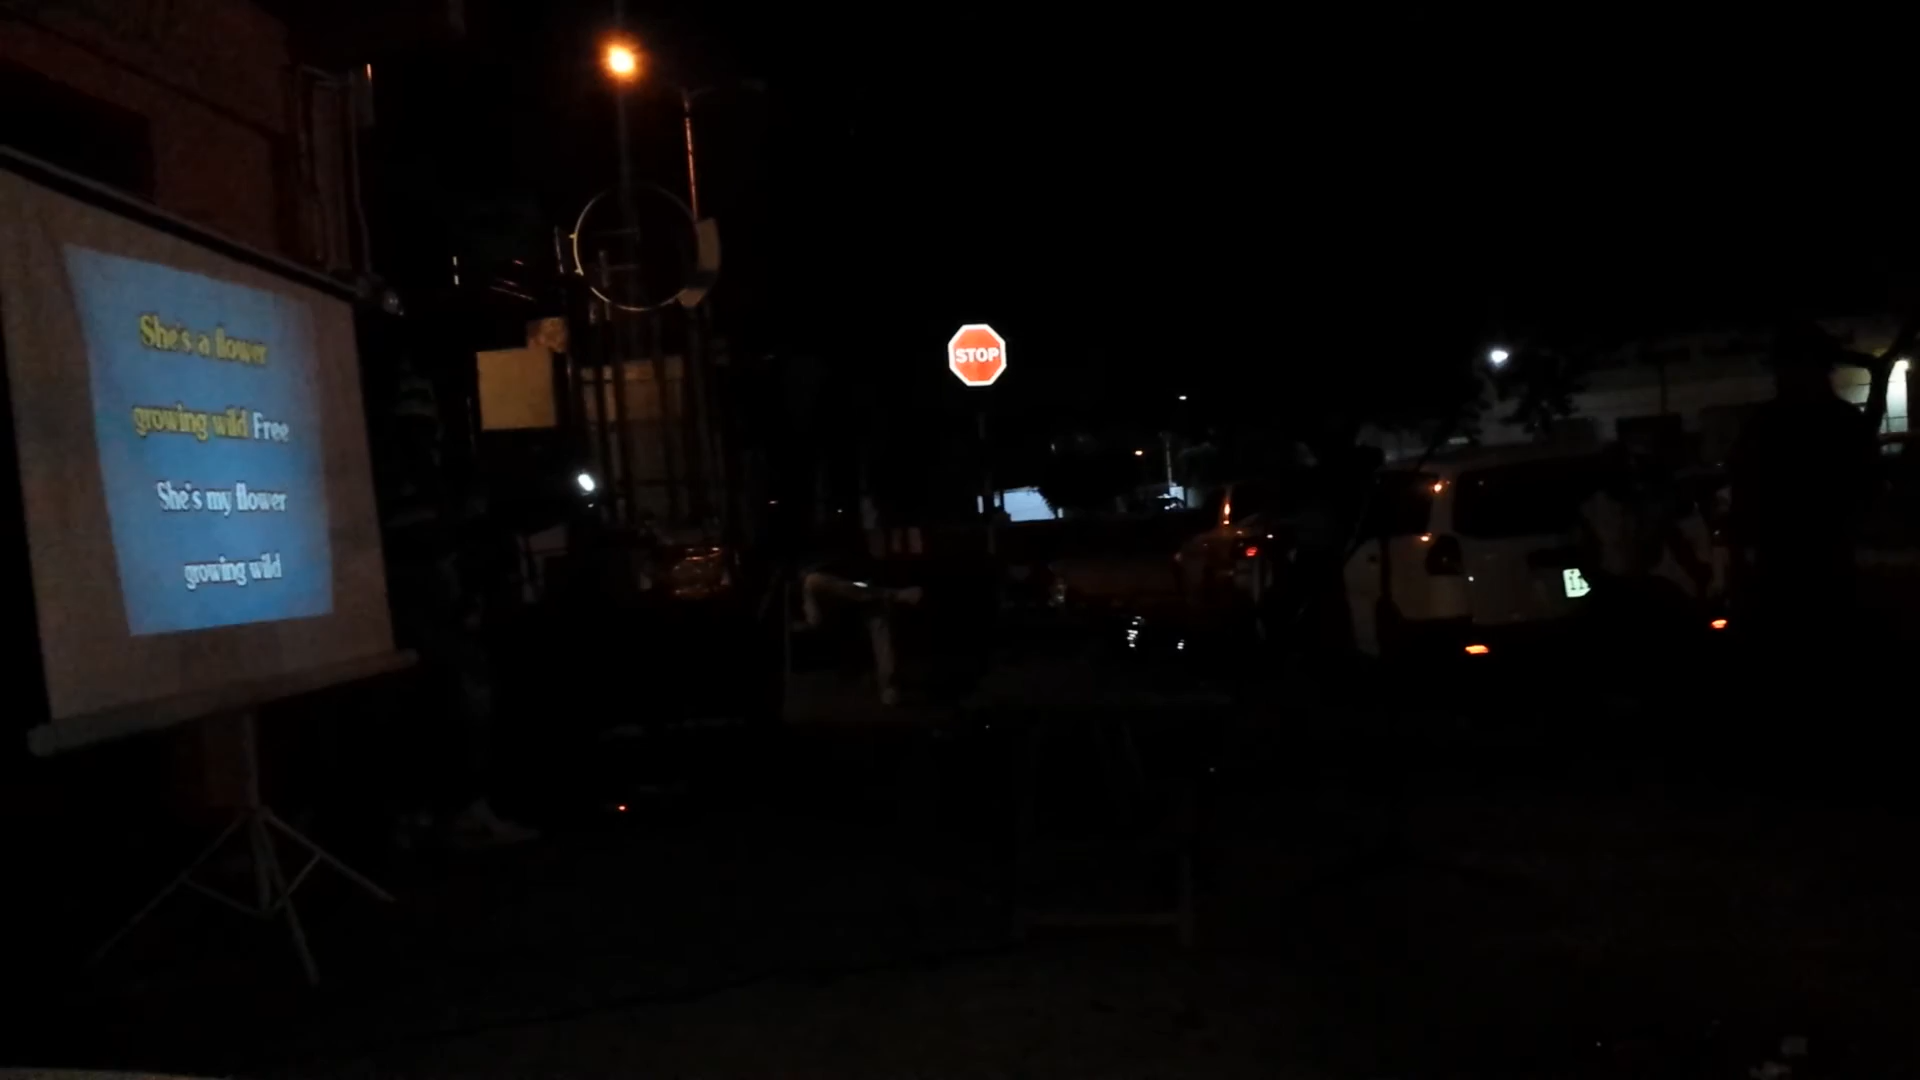 She's a flower
growing wild Free
She's my flower
growing wild
STOP